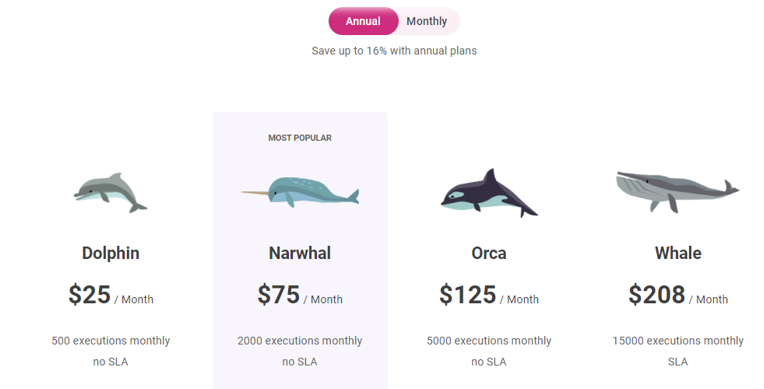 Annual Monthly
Save up to 16% with annual plans
MOST POPULAR
Dolphin
$25 / Month
500 executions monthly
no SLA
Narwhal
$75 / Month
2000 executions monthly
no SLA
Orca
$125 / Month
5000 executions monthly
no SLA
Whale
$208 / Month
15000 executions monthly
SLA